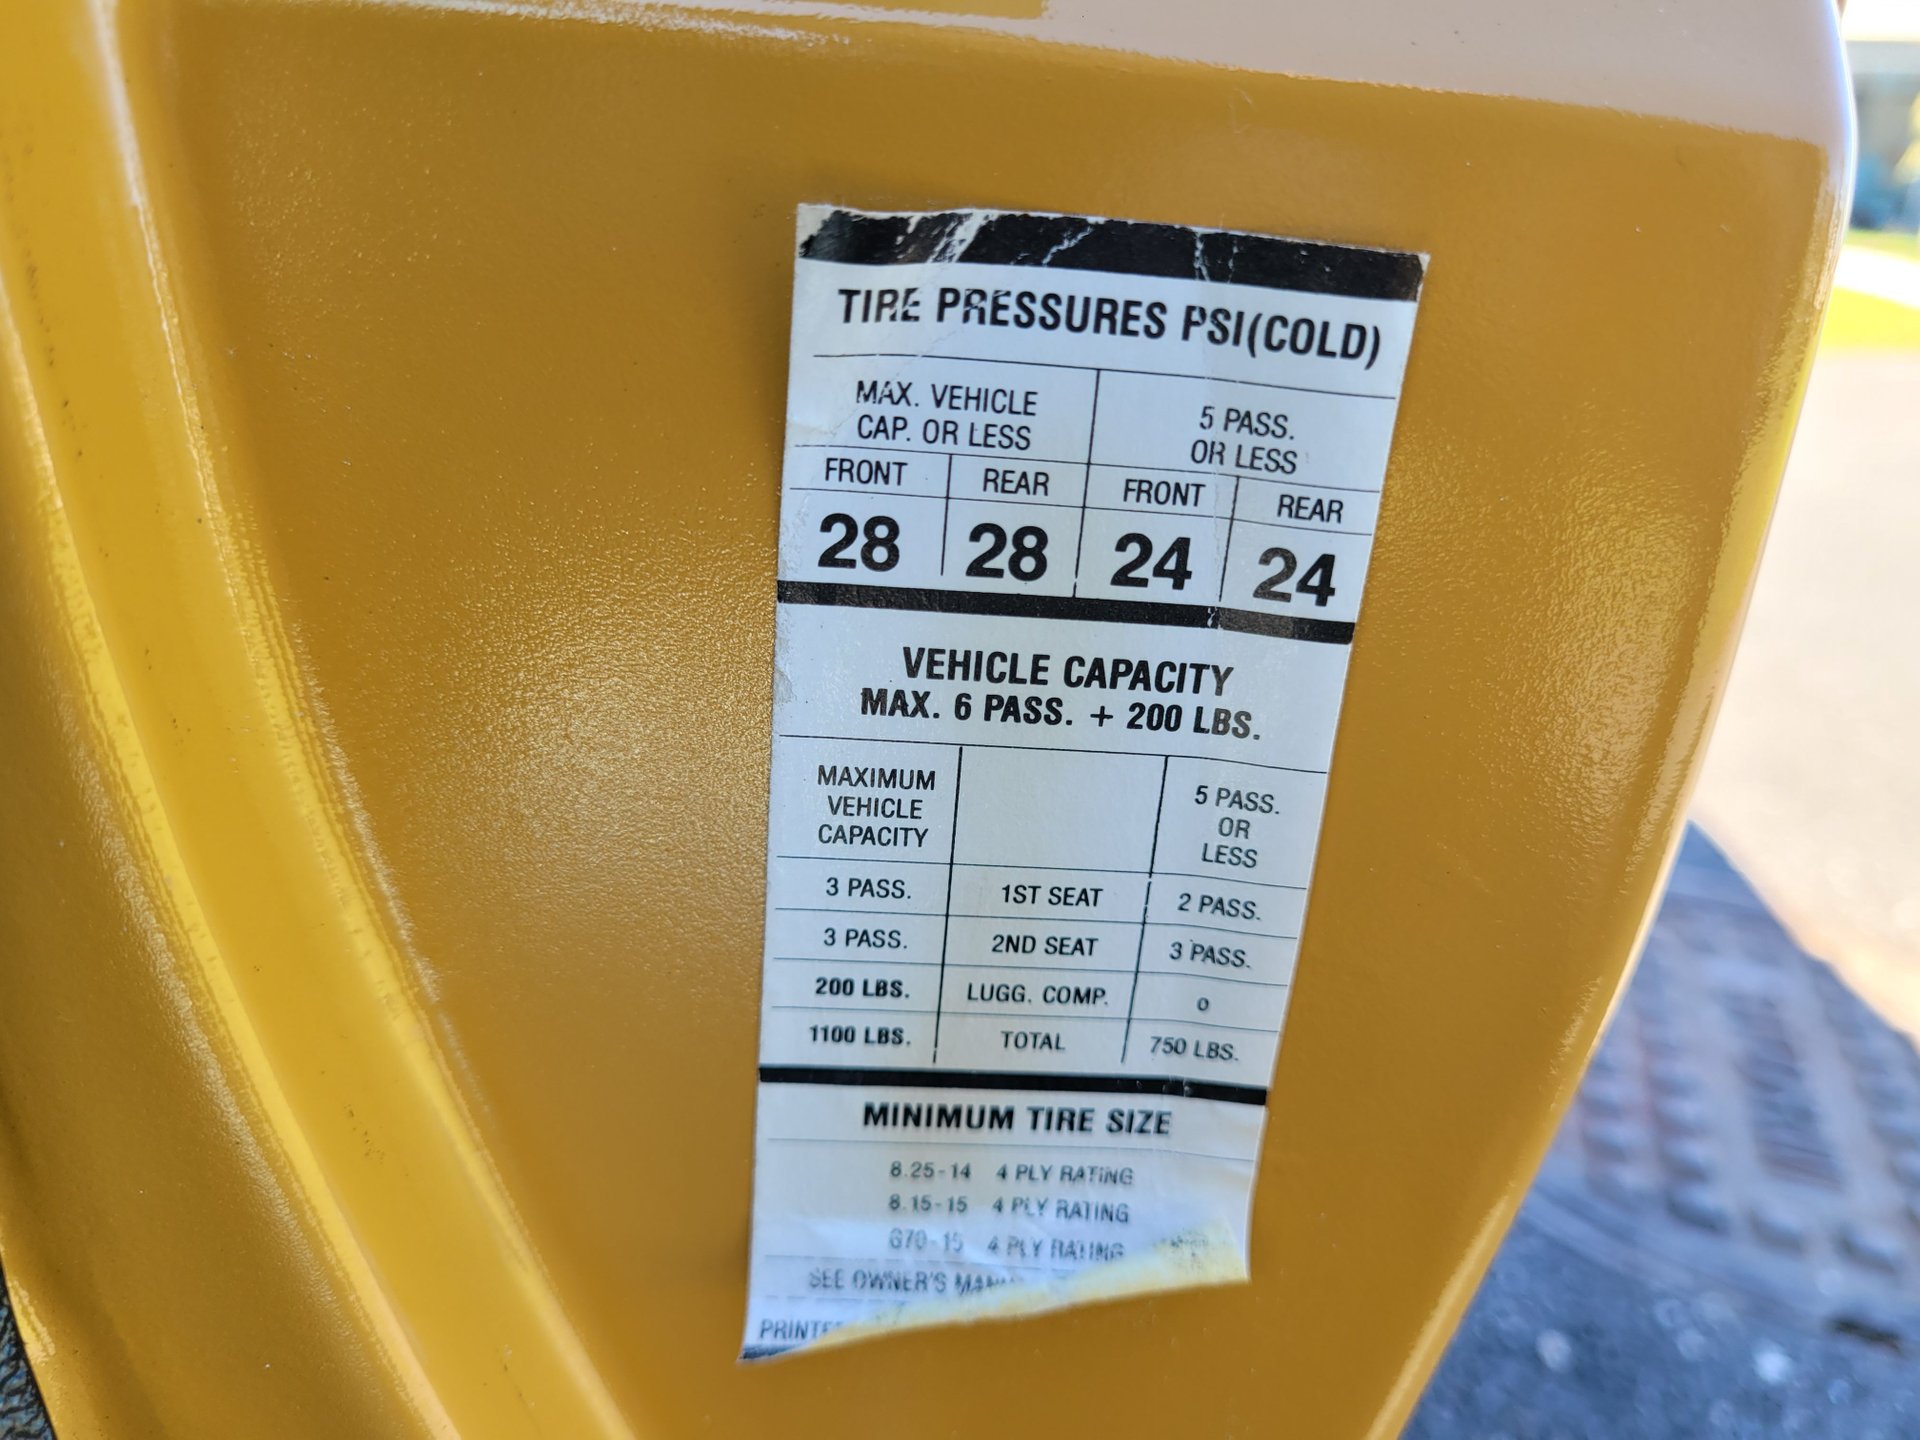 TIRE PRESSURES PSI(COLD)
MAX. VEHICLE
CAP. OR LESS
5 PASS.
OR LESS
FRONT REAR FRONT REAR
28 28 24 24
VEHICLE CAPACITY
MAX. 6 PASS. + 200 LBS.
MAXIMUM
VEHICLE
CAPACITY
5 PASS.
OR
LESS
3 PASS. 1ST SEAT 2 PASS.
3 PASS. 2ND SEAT 3 PASS.
200 LBS. LUGG. COMP. 0
1100 LBS. TOTAL 750 LBS.
MINIMUM TIRE SIZE
8.25-14 4 PLY RATING
8.15-15 4 PLY RATING
G70-15 4 PLY RATING
SEE OWNER'S